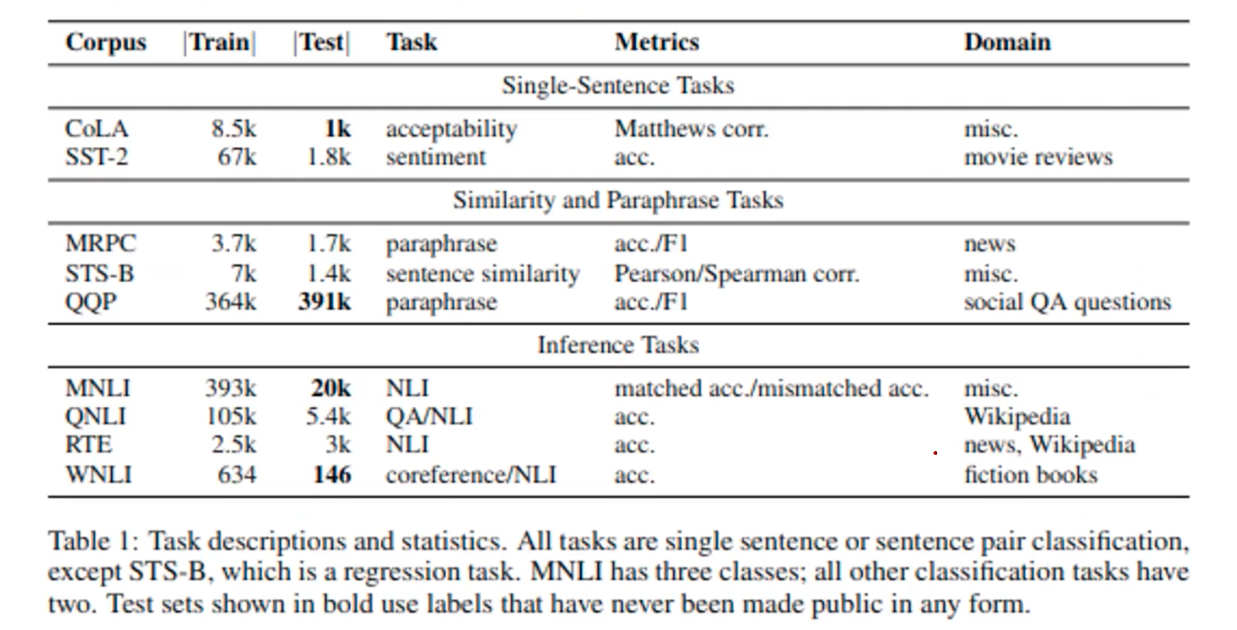 Corpus |Train| |Test| Task Metrics Domain
Single-Sentence Tasks
CoLA 8.5k 1k acceptability Matthews corr. misc.
SST-2 67k 1.8k sentiment acc. movie reviews
Similarity and Paraphrase Tasks
MRPC 3.7k 1.7k paraphrase acc./F1 news
STS-B 7k 1.4k sentence similarity Pearson/Spearman corr. misc.
QQP 364k 391k paraphrase acc./F1 social QA questions
Inference Tasks
MNLI 393k 20k NLI matched acc./mismatched acc. misc.
QNLI 105k 5.4k QA/NLI acc. Wikipedia
RTE 2.5k 3k NLI acc. news, Wikipedia
WNLI 634 146 coreference/NLI acc. fiction books
Table 1: Task descriptions and statistics. All tasks are single sentence or sentence pair classification,
except STS-B, which is a regression task. MNLI has three classes; all other classification tasks have
two. Test sets shown in bold use labels that have never been made public in any form.